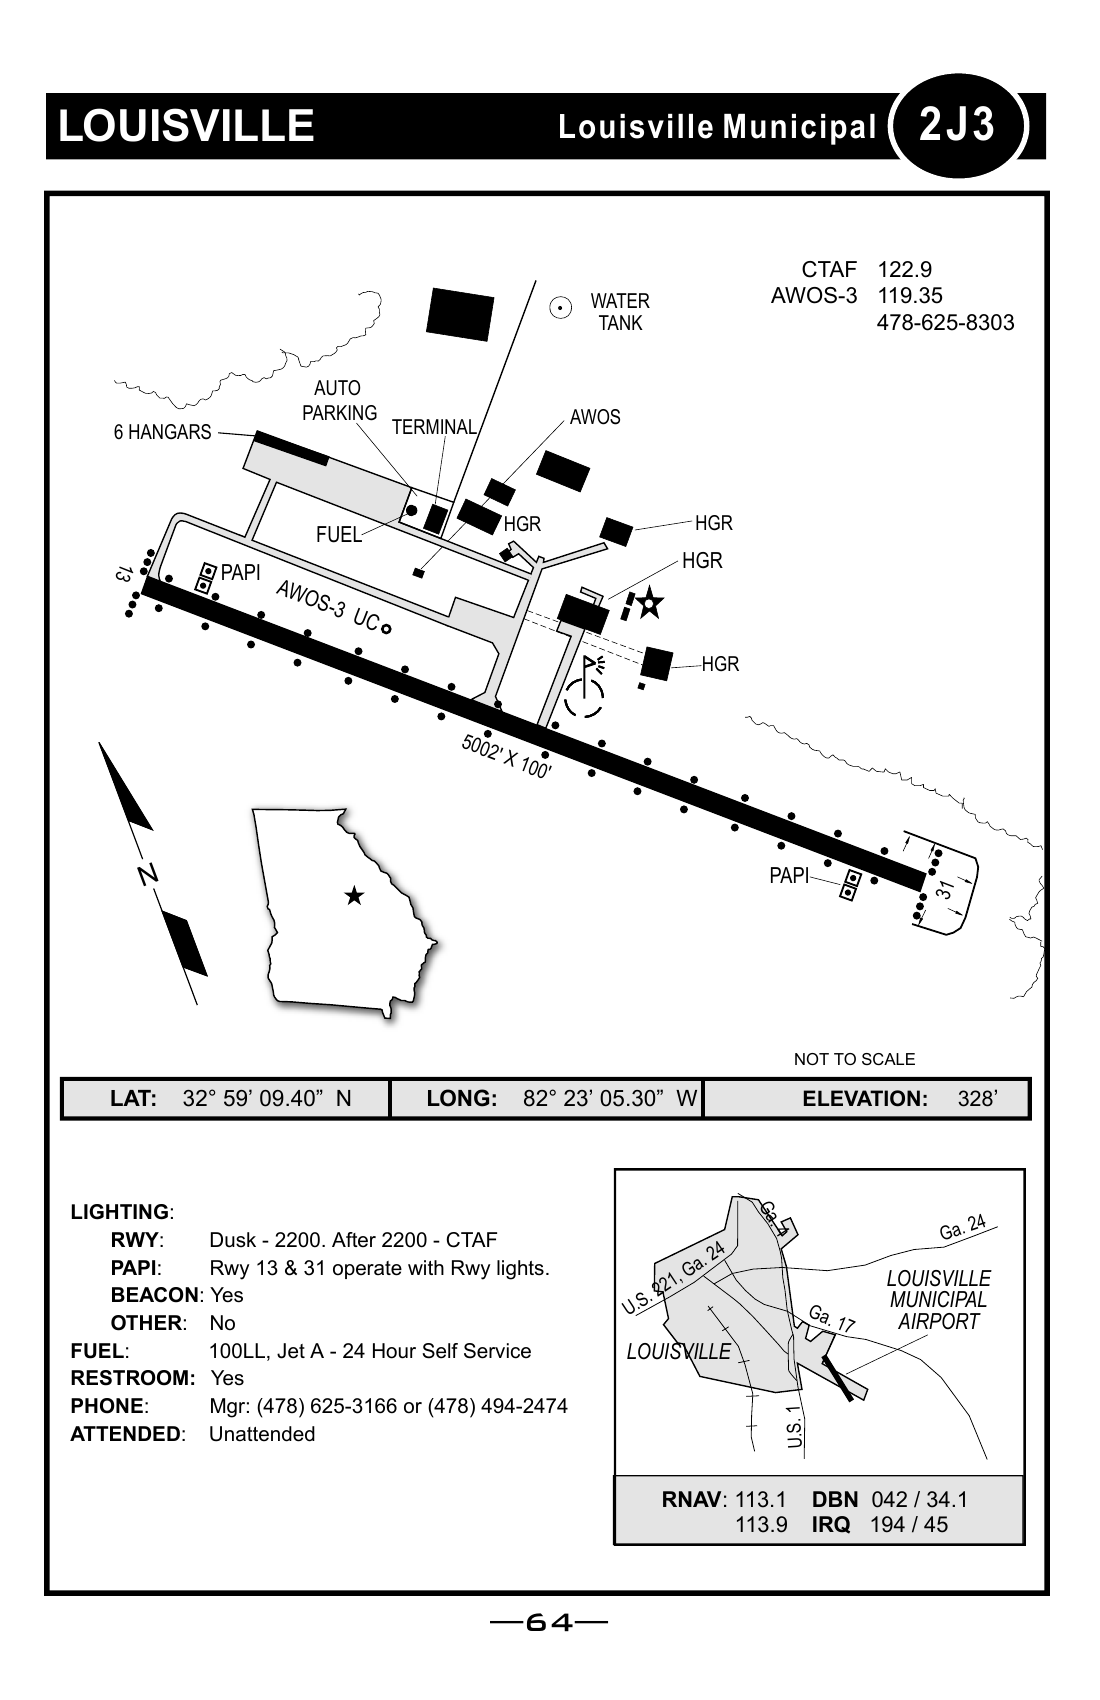 LOUISVILLE Louisville Municipal 2J3
CTAF 122.9
AWOS-3 119.35
478-625-8303
WATER
TANK
AUTO
PARKING
TERMINAL
AWOS
6 HANGARS
FUEL
HGR
HGR
HGR
HGR
13
PAPI
AWOS-3 UC
5002' X 100'
PAPI
31
N
NOT TO SCALE
LAT: 32° 59’ 09.40” N LONG: 82° 23’ 05.30” W ELEVATION: 328’
LIGHTING:
RWY: Dusk - 2200. After 2200 - CTAF
PAPI: Rwy 13 & 31 operate with Rwy lights.
BEACON: Yes
OTHER: No
FUEL: 100LL, Jet A - 24 Hour Self Service
RESTROOM: Yes
PHONE: Mgr: (478) 625-3166 or (478) 494-2474
ATTENDED: Unattended
Ga. 4
Ga. 24
U.S. 221, Ga. 24
LOUISVILLE
MUNICIPAL
AIRPORT
Ga. 17
LOUISVILLE
U.S. 1
RNAV: 113.1 DBN 042 / 34.1
113.9 IRQ 194 / 45
64